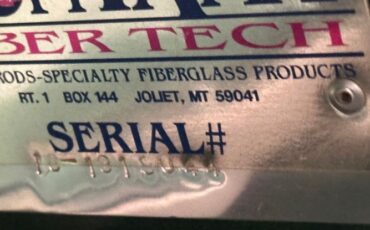 BER TECH
RODS-SPECIALTY FIBERGLASS PRODUCTS
RT. 1 BOX 144 JOLIET, MT 59041
SERIAL#